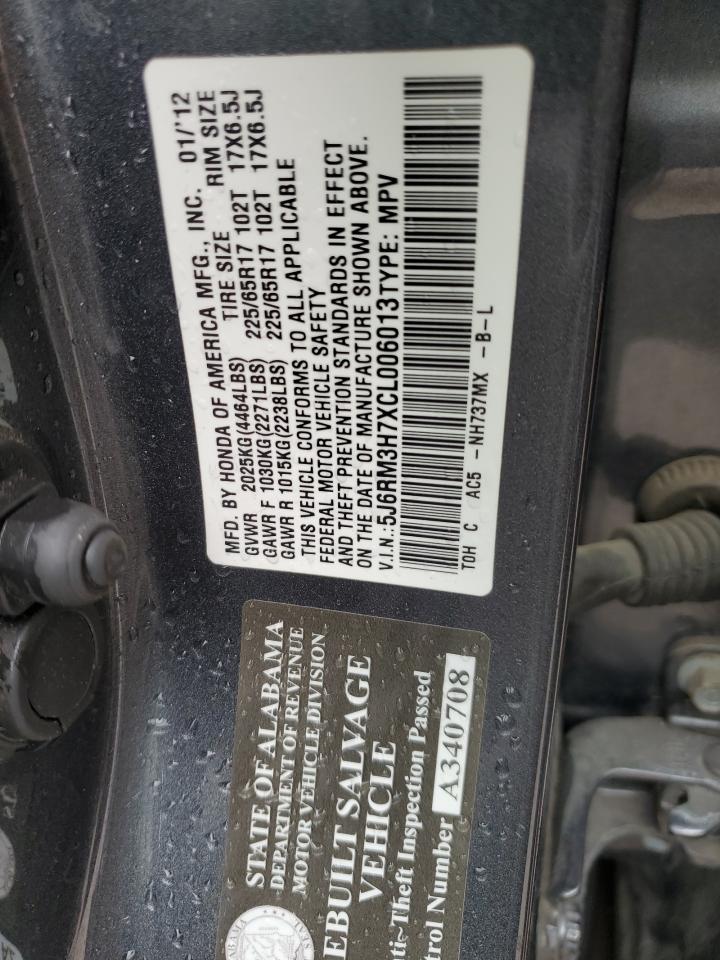 MFD. BY HONDA OF AMERICA MFG., INC. 01/'12
GVWR 2025KG(4464LBS) TIRE SIZE RIM SIZE
GAWR F 1030KG(2271LBS) 225/65R17 102T 17X6.5J
GAWR R 1015KG(2238LBS) 225/65R17 102T 17X6.5J
THIS VEHICLE CONFORMS TO ALL APPLICABLE
FEDERAL MOTOR VEHICLE SAFETY
AND THEFT PREVENTION STANDARDS IN EFFECT
ON THE DATE OF MANUFACTURE SHOWN ABOVE.
V.I.N.:5J6RM3H7XCL006013 TYPE: MPV
TOH C AC5 -NH737MX -B-L
STATE OF ALABAMA
DEPARTMENT OF REVENUE
MOTOR VEHICLE DIVISION
EBUILT SALVAGE
VEHICLE
nti~Theft Inspection Passed
trol Number A340708